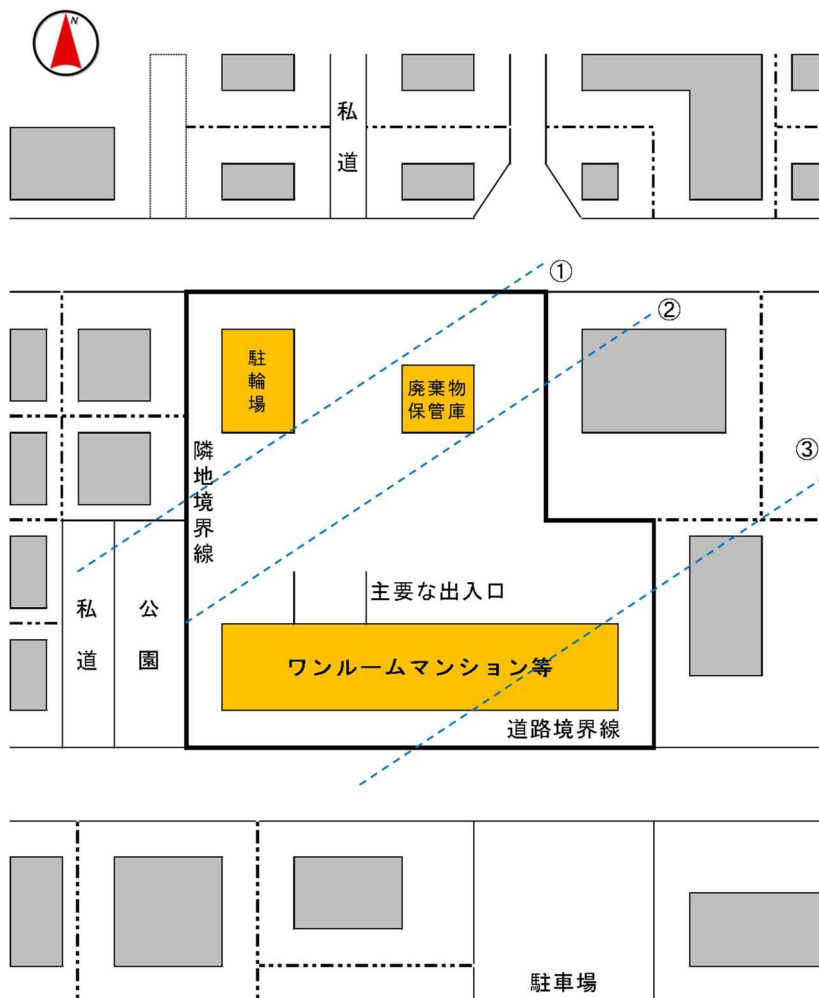 N
私
道
①
②
駐
輪
場
廃棄物
保管庫
隣
地
境
界
線
③
主要な出入口
私
道
公
園
ワンルームマンション等
道路境界線
駐車場